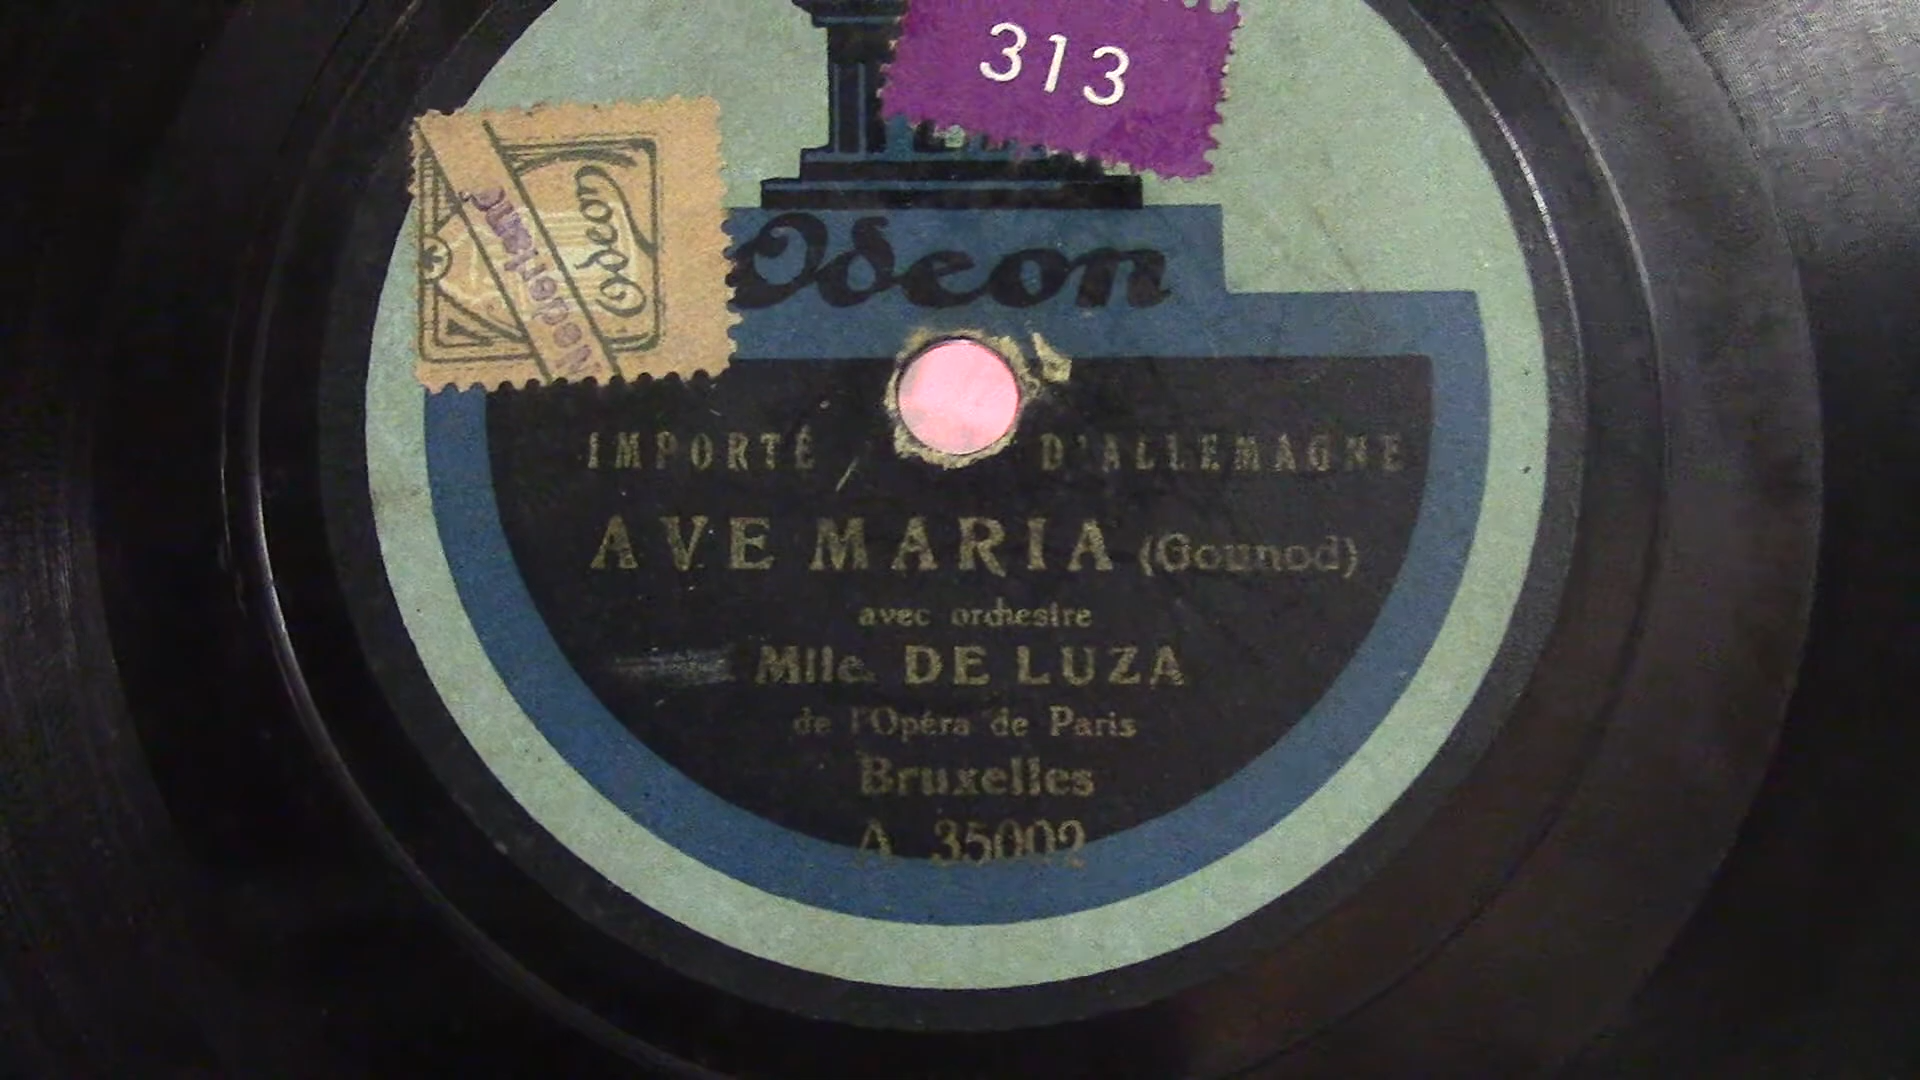 313
Odeon
Nederland
Odeon
IMPORTÉ D'ALLEMAGNE
AVE MARIA (Gounod)
avec orchestre
Mlle. DE LUZA
de l'Opéra de Paris
Bruxelles
A 35002